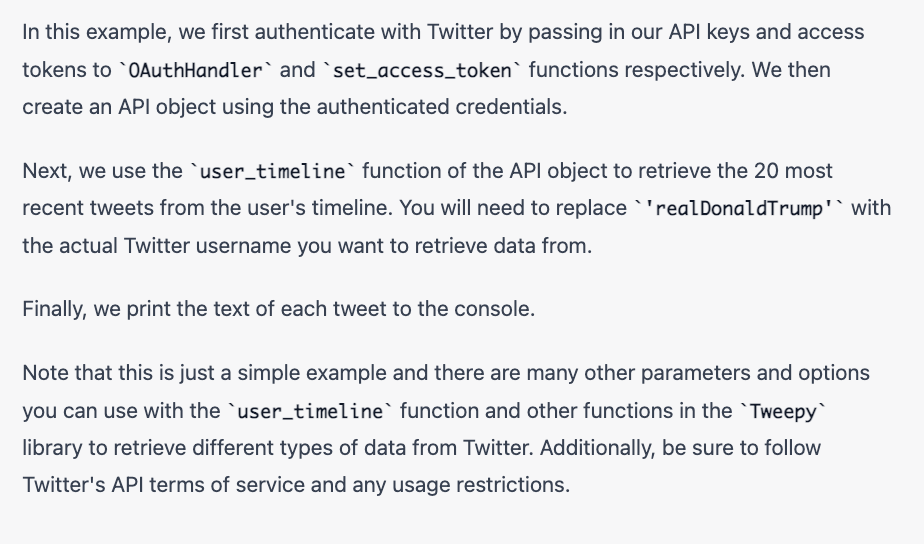 In this example, we first authenticate with Twitter by passing in our API keys and access
tokens to `OAuthHandler` and `set_access_token` functions respectively. We then
create an API object using the authenticated credentials.
Next, we use the `user_timeline` function of the API object to retrieve the 20 most
recent tweets from the user's timeline. You will need to replace `'realDonaldTrump'` with
the actual Twitter username you want to retrieve data from.
Finally, we print the text of each tweet to the console.
Note that this is just a simple example and there are many other parameters and options
you can use with the `user_timeline` function and other functions in the `Tweepy`
library to retrieve different types of data from Twitter. Additionally, be sure to follow
Twitter's API terms of service and any usage restrictions.